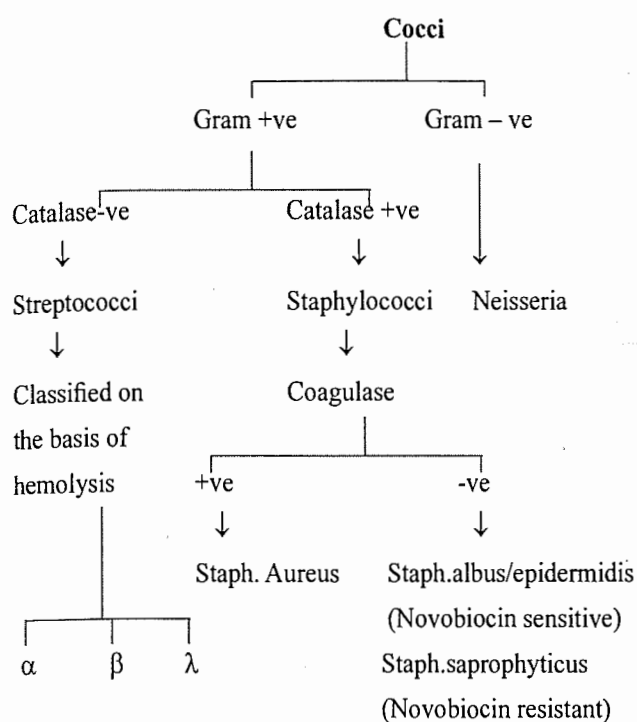 Cocci
Gram +ve
Gram – ve
Catalase-ve
Catalase +ve
Streptococci
Staphylococci
Neisseria
Classified on
the basis of
hemolysis
Coagulase
+ve
-ve
Staph. Aureus
Staph.albus/epidermidis
(Novobiocin sensitive)
Staph.saprophyticus
(Novobiocin resistant)
α
β
λ